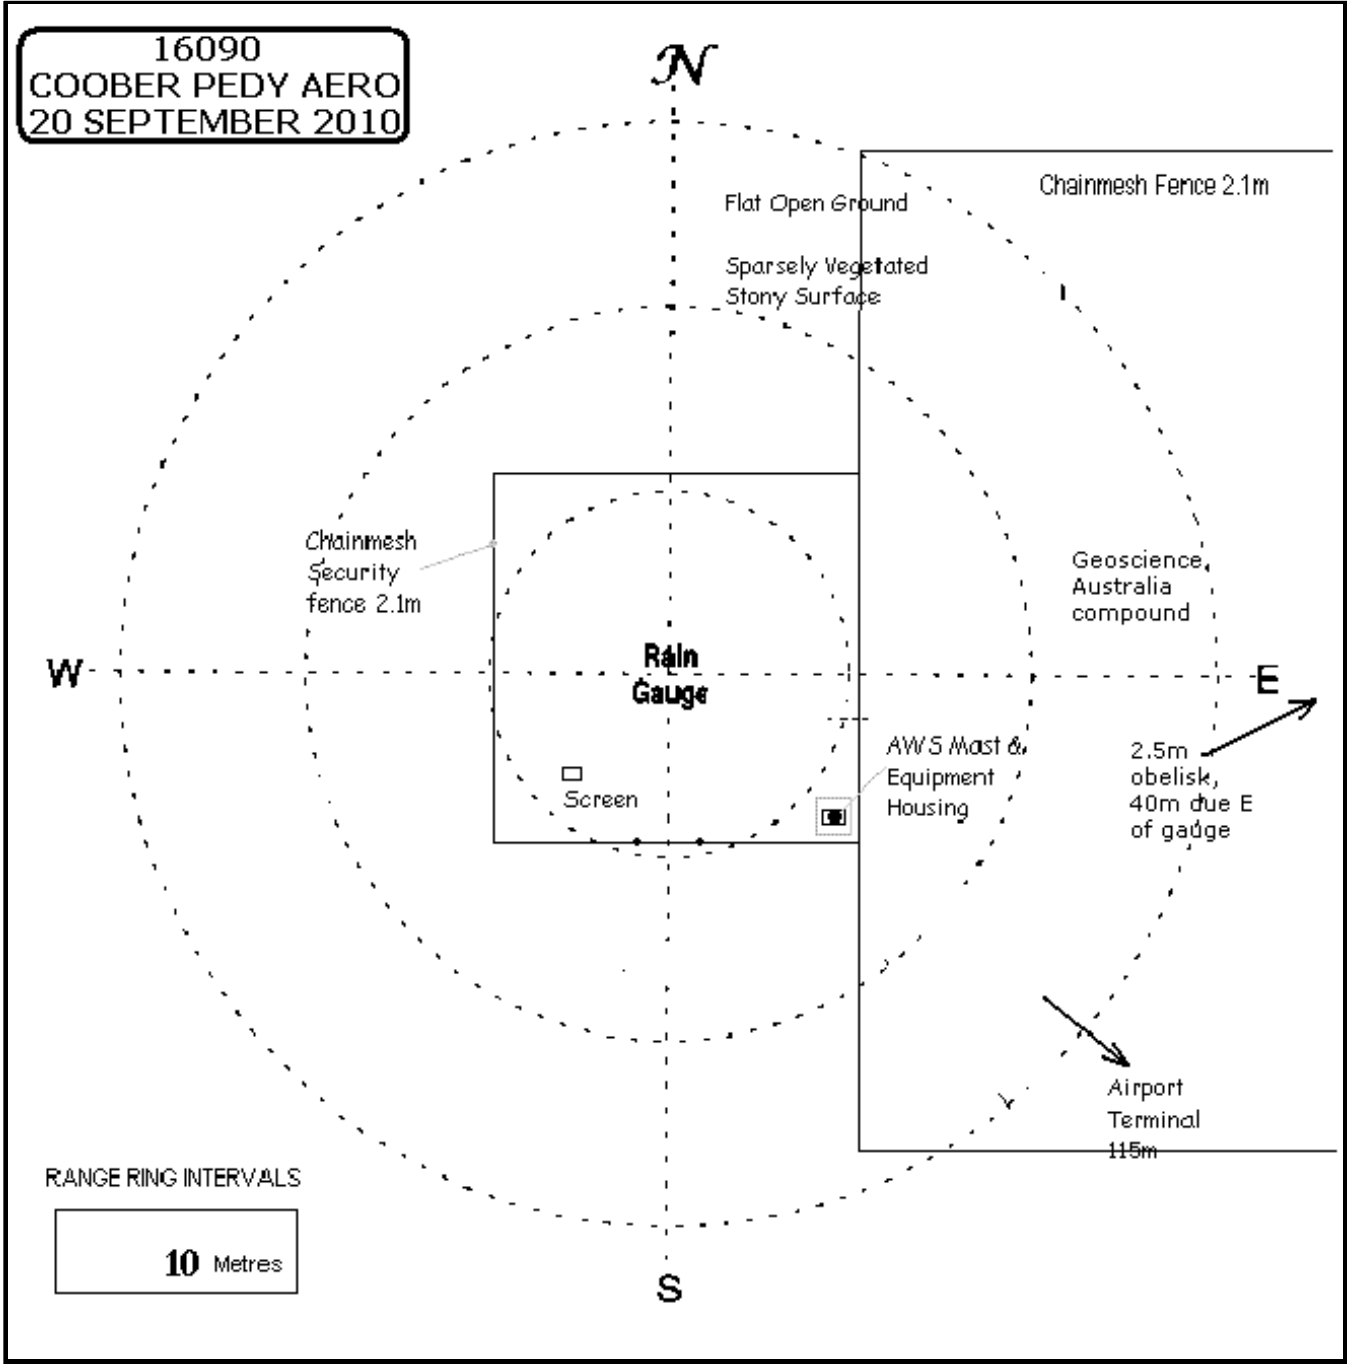 16090
COOBER PEDY AERO
20 SEPTEMBER 2010
N
Chainmesh Fence 2.1m
Flat Open Ground
Sparsely Vegetated
Stony Surface
Chainmesh
Security
fence 2.1m
Geoscience
Australia
compound
Rain
Gauge
W
E
AWS Mast &
Equipment
Housing
2.5m
obelisk,
40m due E
of gauge
Screen
Airport
Terminal
115m
RANGE RING INTERVALS
10 Metres
S